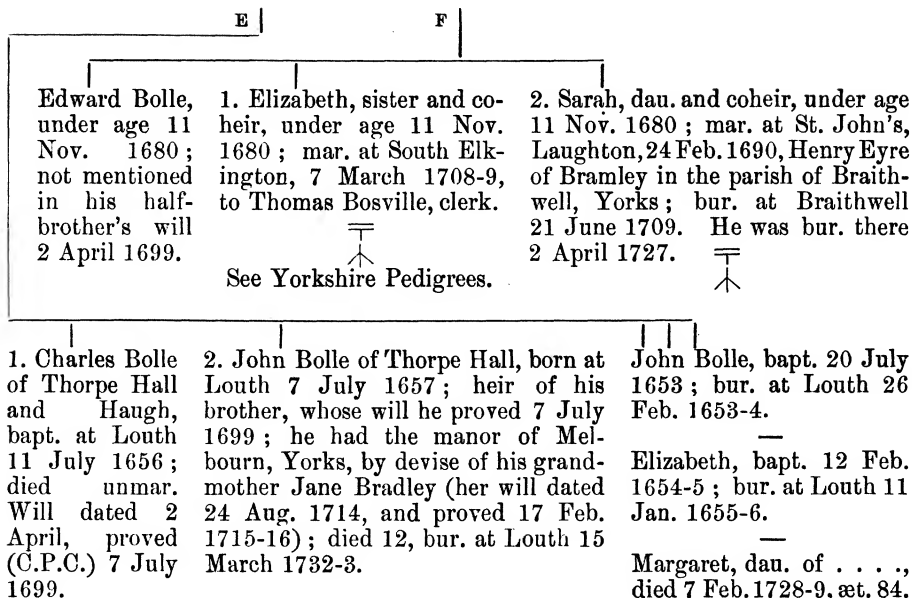 E F
Edward Bolle,
under age 11
Nov. 1680 ;
not mentioned
in his half-
brother's will
2 April 1699.
1. Elizabeth, sister and co-
heir, under age 11 Nov.
1680 ; mar. at South Elk-
ington, 7 March 1708-9,
to Thomas Bosville, clerk.
See Yorkshire Pedigrees.
2. Sarah, dau. and coheir, under age
11 Nov. 1680 ; mar. at St. John's,
Laughton, 24 Feb. 1690, Henry Eyre
of Bramley in the parish of Braith-
well, Yorks ; bur. at Braithwell
21 June 1709. He was bur. there
2 April 1727.
1. Charles Bolle
of Thorpe Hall
and Haugh,
bapt. at Louth
11 July 1656 ;
died unmar.
Will dated 2
April, proved
(C.P.C.) 7 July
1699.
2. John Bolle of Thorpe Hall, born at
Louth 7 July 1657 ; heir of his
brother, whose will he proved 7 July
1699 ; he had the manor of Mel-
bourn, Yorks, by devise of his grand-
mother Jane Bradley (her will dated
24 Aug. 1714, and proved 17 Feb.
1715-16) ; died 12, bur. at Louth 15
March 1732-3.
John Bolle, bapt. 20 July
1653 ; bur. at Louth 26
Feb. 1653-4.
—
Elizabeth, bapt. 12 Feb.
1654-5 ; bur. at Louth 11
Jan. 1655-6.
—
Margaret, dau. of . . . .,
died 7 Feb. 1728-9, æt. 84.